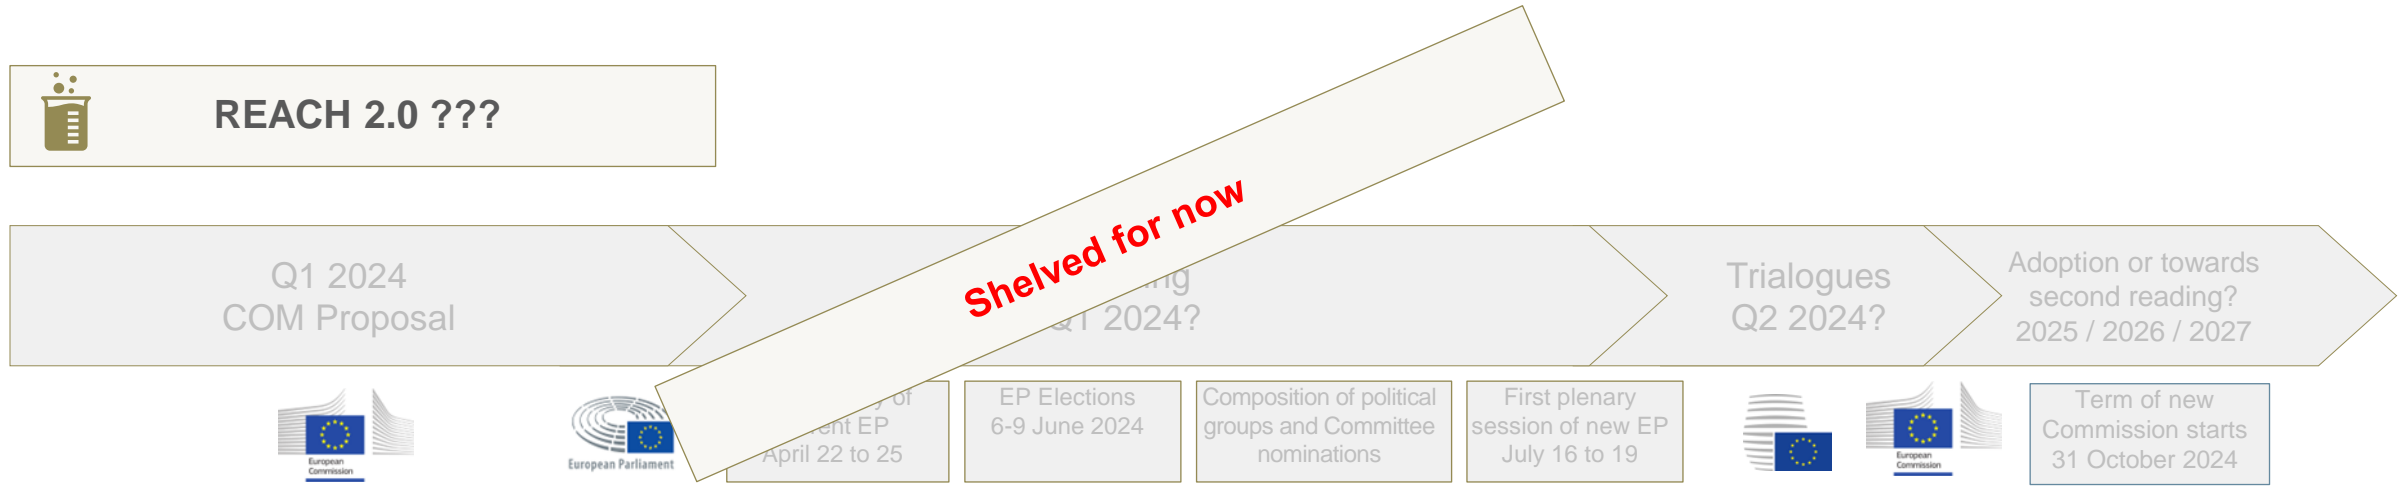 REACH 2.0 ???
Shelved for now
Q1 2024
COM Proposal
Q1 2024?
Trialogues
Q2 2024?
Adoption or towards
second reading?
2025 / 2026 / 2027
European
Commission
European Parliament
of
EP
April 22 to 25
EP Elections
6-9 June 2024
Composition of political
groups and Committee
nominations
First plenary
session of new EP
July 16 to 19
European
Commission
Term of new
Commission starts
31 October 2024